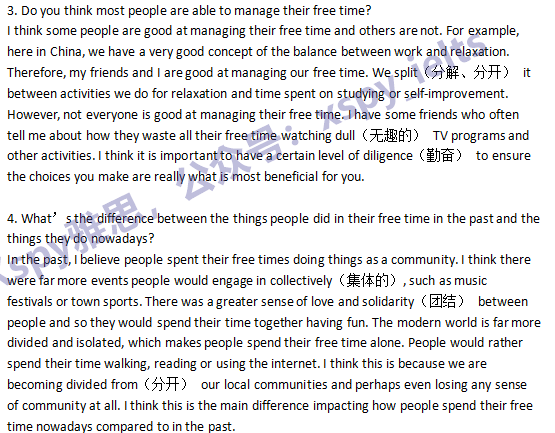 3. Do you think most people are able to manage their free time?
I think some people are good at managing their free time and others are not. For example,
here in China, we have a very good concept of the balance between work and relaxation.
Therefore, my friends and I are good at managing our free time. We split（分解、分开） it
between activities we do for relaxation and time spent on studying or self-improvement.
However, not everyone is good at managing their free time. I have some friends who often
tell me about how they waste all their free time watching dull（无趣的） TV programs and
other activities. I think it is important to have a certain level of diligence（勤奋） to ensure
the choices you make are really what is most beneficial for you.
4. What’s the difference between the things people did in their free time in the past and the
things they do nowadays?
In the past, I believe people spent their free times doing things as a community. I think there
were far more events people would engage in collectively（集体的）, such as music
festivals or town sports. There was a greater sense of love and solidarity（团结） between
people and so they would spend their time together having fun. The modern world is far more
divided and isolated, which makes people spend their free time alone. People would rather
spend their time walking, reading or using the internet. I think this is because we are
becoming divided from（分开） our local communities and perhaps even losing any sense
of community at all. I think this is the main difference impacting how people spend their free
time nowadays compared to in the past.
xspy雅思，公众号：xspy_ielts